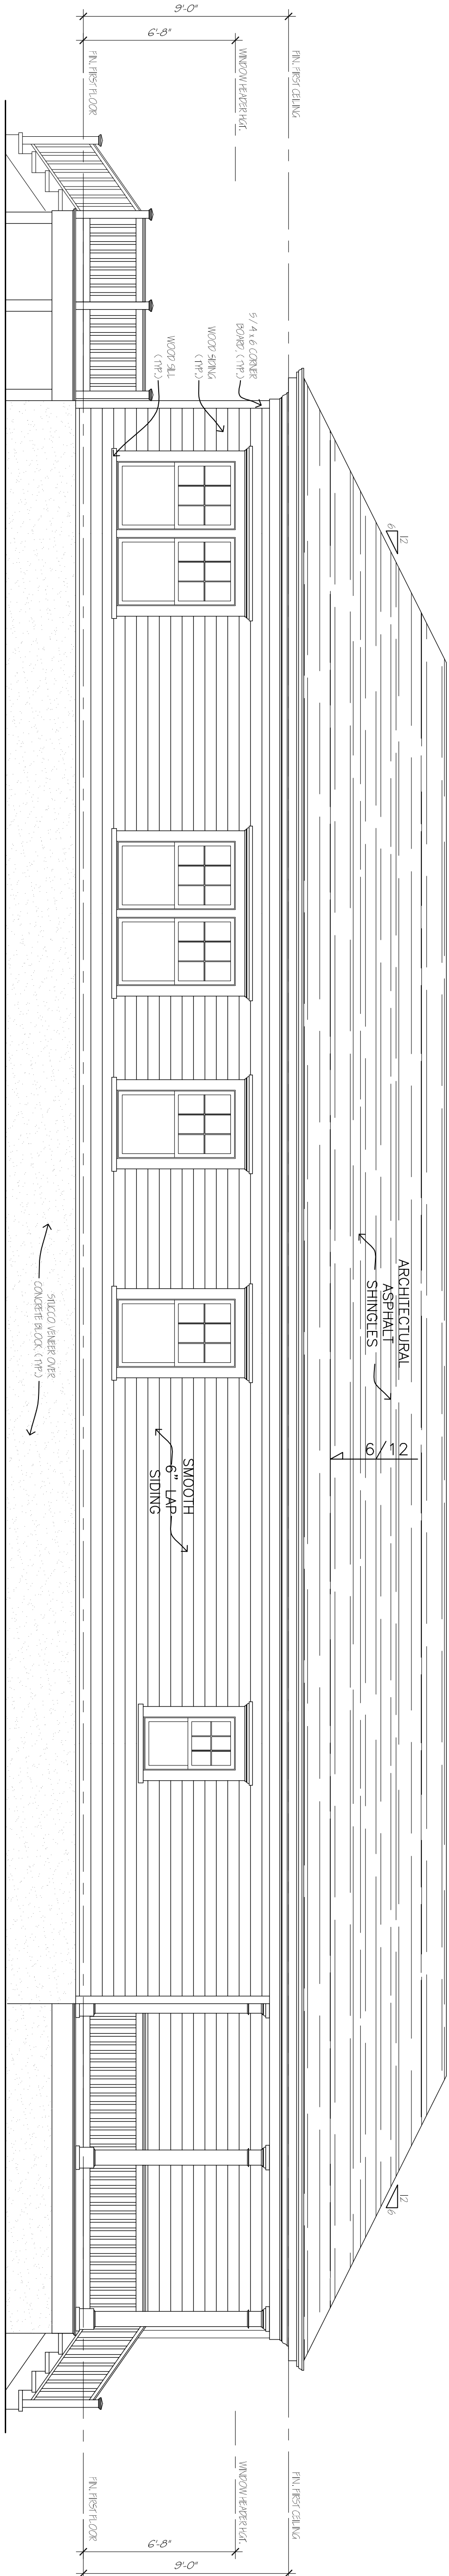 9'-0"
6'-8"
FIN. FIRST CEILING
WINDOW HEADER HGT.
FIN. FIRST FLOOR
5/4 x 6 CORNER
BOARD, (TYP.)
WOOD SIDING
(TYP.)
WOOD SILL
(TYP.)
12
6
ARCHITECTURAL
ASPHALT
SHINGLES
6/12
SMOOTH
6" LAP
SIDING
STUCCO VENEER OVER
CONCRETE BLOCK, (TYP.)
12
6
FIN. FIRST CEILING
WINDOW HEADER HGT.
FIN. FIRST FLOOR
6'-8"
9'-0"